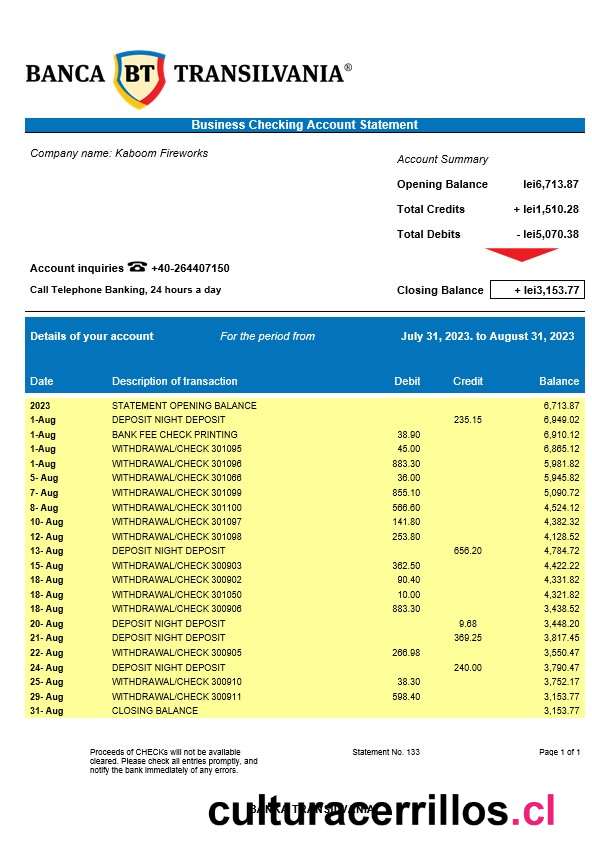 BANCA BT TRANSILVANIA®
Business Checking Account Statement
Company name: Kaboom Fireworks
Account Summary
Opening Balance lei6,713.87
Total Credits + lei1,510.28
Total Debits - lei5,070.38
Account inquiries ☎ +40-264407150
Call Telephone Banking, 24 hours a day
Closing Balance + lei3,153.77
Details of your account For the period from July 31, 2023. to August 31, 2023
Date Description of transaction Debit Credit Balance
2023 STATEMENT OPENING BALANCE 6,713.87
1-Aug DEPOSIT NIGHT DEPOSIT 235.15 6,949.02
1-Aug BANK FEE CHECK PRINTING 38.90 6,910.12
1-Aug WITHDRAWAL/CHECK 301095 45.00 6,865.12
1-Aug WITHDRAWAL/CHECK 301096 883.30 5,981.82
5- Aug WITHDRAWAL/CHECK 301066 36.00 5,945.82
7- Aug WITHDRAWAL/CHECK 301099 855.10 5,090.72
8- Aug WITHDRAWAL/CHECK 301100 566.60 4,524.12
10- Aug WITHDRAWAL/CHECK 301097 141.80 4,382.32
12- Aug WITHDRAWAL/CHECK 301098 253.80 4,128.52
13- Aug DEPOSIT NIGHT DEPOSIT 656.20 4,784.72
15- Aug WITHDRAWAL/CHECK 300903 362.50 4,422.22
18- Aug WITHDRAWAL/CHECK 300902 90.40 4,331.82
18- Aug WITHDRAWAL/CHECK 301050 10.00 4,321.82
18- Aug WITHDRAWAL/CHECK 300906 883.30 3,438.52
20- Aug DEPOSIT NIGHT DEPOSIT 9.68 3,448.20
21- Aug DEPOSIT NIGHT DEPOSIT 369.25 3,817.45
22- Aug WITHDRAWAL/CHECK 300905 266.98 3,550.47
24- Aug DEPOSIT NIGHT DEPOSIT 240.00 3,790.47
25- Aug WITHDRAWAL/CHECK 300910 38.30 3,752.17
29- Aug WITHDRAWAL/CHECK 300911 598.40 3,153.77
31- Aug CLOSING BALANCE 3,153.77
Proceeds of CHECKs will not be available Statement No. 133 Page 1 of 1
cleared. Please check all entries promptly, and
notify the bank immediately of any errors.
BANKA TRANSILVANIA
culturacerrillos.cl